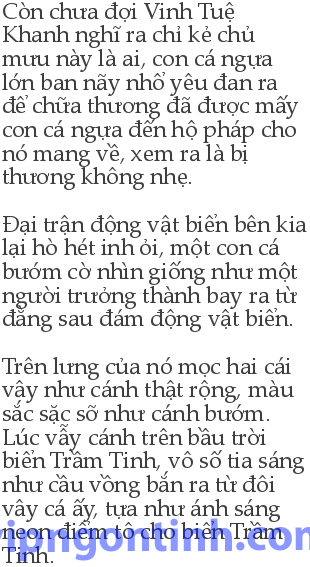 Còn chưa đợi Vinh Tuệ
Khanh nghĩ ra chỉ kẻ chủ
mưu này là ai, con cá ngựa
lớn ban nãy nhổ yêu đan ra
để chữa thương đã được mấy
con cá ngựa đến hộ pháp cho
nó mang về, xem ra là bị
thương không nhẹ.
Đại trận động vật biển bên kia
lại hò hét inh ỏi, một con cá
bướm cờ nhìn giống như một
người trưởng thành bay ra từ
đằng sau đám động vật biển.
Trên lưng của nó mọc hai cái
vây như cánh thật rộng, màu
sắc sặc sỡ như cánh bướm.
Lúc vẫy cánh trên bầu trời
biển Trầm Tinh, vô số tia sáng
như cầu vồng bắn ra từ đôi
vây cá ấy, tựa như ánh sáng
neon điểm tô cho biển Trầm
Tinh.